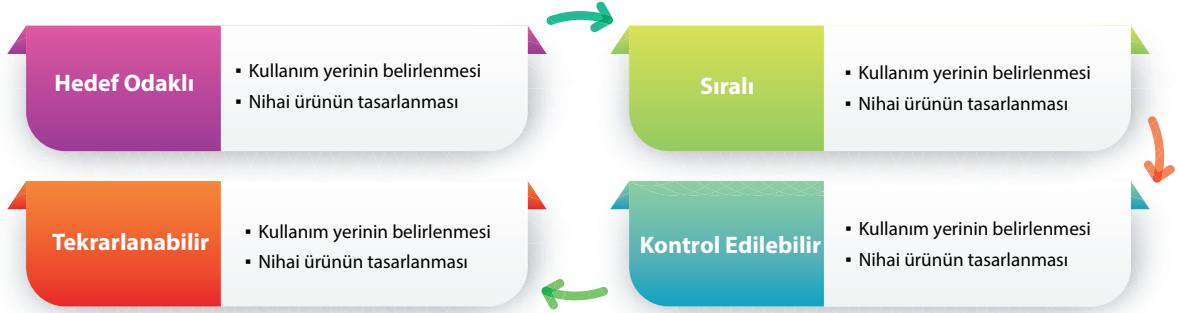 Hedef Odaklı
▪ Kullanım yerinin belirlenmesi
▪ Nihai ürünün tasarlanması
Sıralı
▪ Kullanım yerinin belirlenmesi
▪ Nihai ürünün tasarlanması
Tekrarlanabilir
▪ Kullanım yerinin belirlenmesi
▪ Nihai ürünün tasarlanması
Kontrol Edilebilir
▪ Kullanım yerinin belirlenmesi
▪ Nihai ürünün tasarlanması